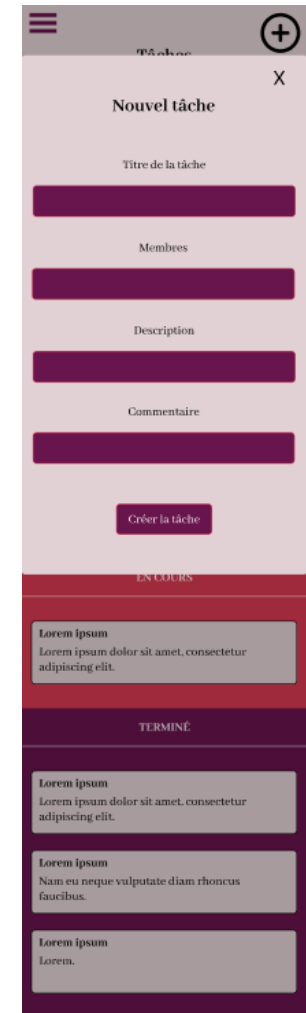 Tâches
X
Nouvel tâche
Titre de la tâche
Membres
Description
Commentaire
Créer la tâche
EN COURS
Lorem ipsum
Lorem ipsum dolor sit amet, consectetur
adipiscing elit.
TERMINÉ
Lorem ipsum
Lorem ipsum dolor sit amet, consectetur
adipiscing elit.
Lorem ipsum
Nam eu neque vulputate diam rhoncus
faucibus.
Lorem ipsum
Lorem.